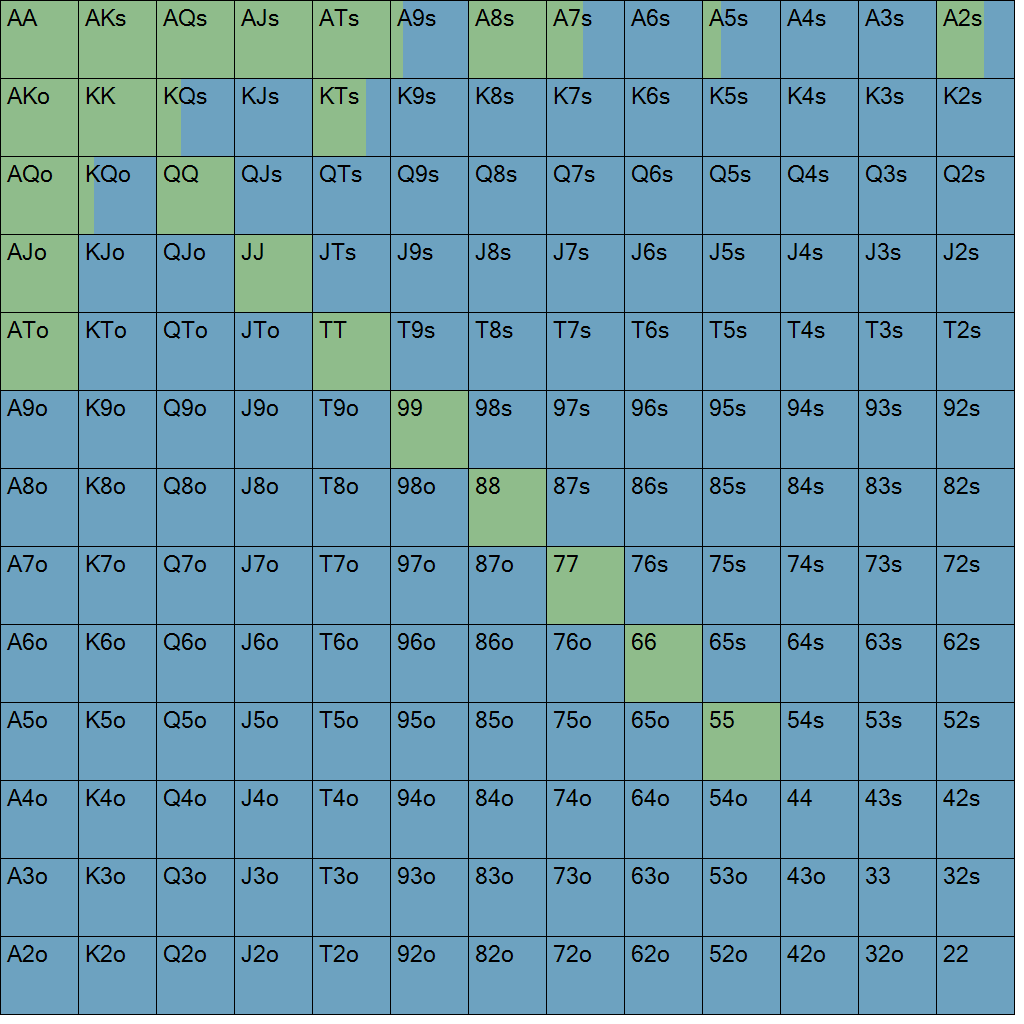 AA AKs AQs AJs ATs A9s A8s A7s A6s A5s A4s A3s A2s
AKo KK KQs KJs KTs K9s K8s K7s K6s K5s K4s K3s K2s
AQo KQo QQ QJs QTs Q9s Q8s Q7s Q6s Q5s Q4s Q3s Q2s
AJo KJo QJo JJ JTs J9s J8s J7s J6s J5s J4s J3s J2s
ATo KTo QTo JTo TT T9s T8s T7s T6s T5s T4s T3s T2s
A9o K9o Q9o J9o T9o 99 98s 97s 96s 95s 94s 93s 92s
A8o K8o Q8o J8o T8o 98o 88 87s 86s 85s 84s 83s 82s
A7o K7o Q7o J7o T7o 97o 87o 77 76s 75s 74s 73s 72s
A6o K6o Q6o J6o T6o 96o 86o 76o 66 65s 64s 63s 62s
A5o K5o Q5o J5o T5o 95o 85o 75o 65o 55 54s 53s 52s
A4o K4o Q4o J4o T4o 94o 84o 74o 64o 54o 44 43s 42s
A3o K3o Q3o J3o T3o 93o 83o 73o 63o 53o 43o 33 32s
A2o K2o Q2o J2o T2o 92o 82o 72o 62o 52o 42o 32o 22